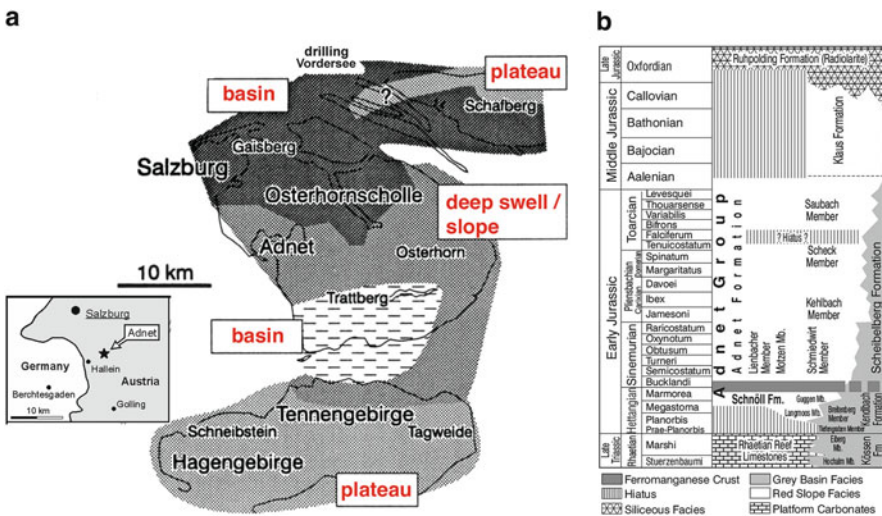 a
drilling
Vordersee
plateau
basin
?
Schafberg
Gaisberg
Salzburg
Osterhornscholle
deep swell /
slope
Adnet
Osterhorn
10 km
Trattberg
basin
Salzburg
Adnet
Germany
Hallein
Austria
Berchtesgaden
Golling
10 km
Tennengebirge
Schneibstein
Tagweide
Hagengebirge
plateau
b
Late
Jurassic
Oxfordian
Ruhpolding Formation (Radiolarite)
Middle Jurassic
Callovian
Bathonian
Bajocian
Aalenian
Klaus Formation
Early Jurassic
Toarcian
Levesquei
Thouarsense
Variabilis
Bifrons
Falciferum
Tenuicostatum
Pliensbachian
Carixian
Domerian
Spinatum
Margaritatus
Davoei
Ibex
Jamesoni
Sinemurian
Raricostatum
Oxynotum
Obtusum
Turneri
Semicostatum
Bucklandi
Hettangian
Marmorea
Megastoma
Planorbis
Prae-Planorbis
Late
Triassic
Rhaetian
Marshi
Stuerzenbaumi
Adnet Group
Adnet Formation
Saubach
Member
? Hiatus ?
Scheck
Member
Kehlbach
Member
Lienbacher
Member
Motzen Mb.
Schmiedwirt
Member
Scheibelberg Formation
Schnöll Fm.
Guggen Mb.
Langmoos Mb.
Breitenberg
Member
Tiefengraben Member
Kendlbach
Formation
Rhaetian Reef
Limestones
Eiberg
Mb.
Hochalm Mb.
Kössen
Fm
Ferromanganese Crust
Hiatus
Siliceous Facies
Grey Basin Facies
Red Slope Facies
Platform Carbonates